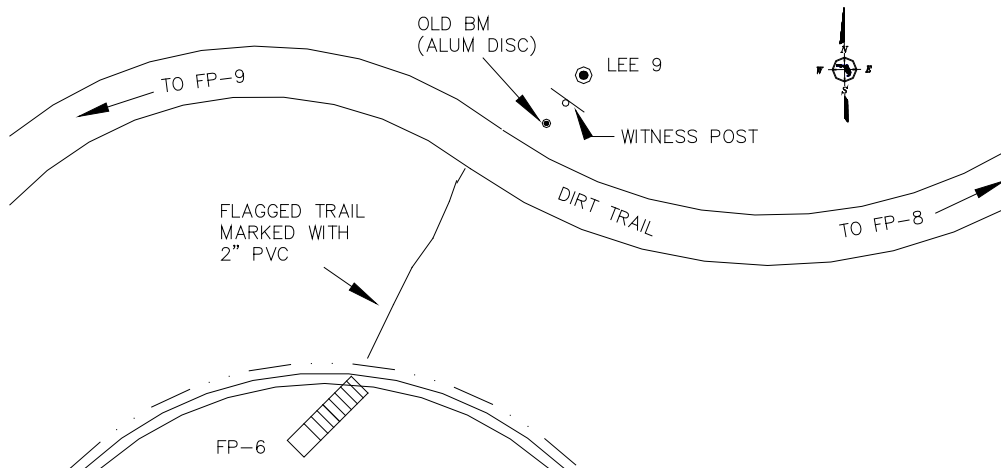 OLD BM
(ALUM DISC)
LEE 9
N
W E
S
TO FP-9
WITNESS POST
DIRT TRAIL
FLAGGED TRAIL
MARKED WITH
2” PVC
TO FP-8
FP-6